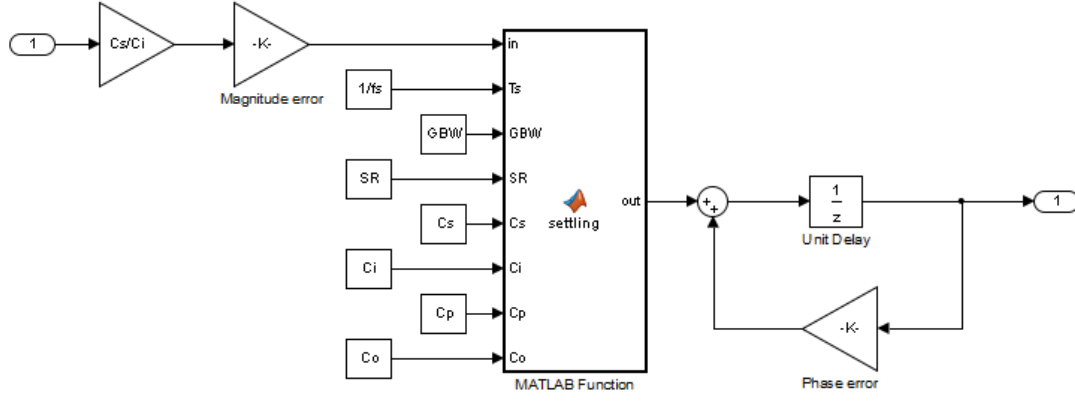 1
Cs/Ci
-K-
Magnitude error
in
1/fs
Ts
GBW
GBW
SR
SR
Cs
Cs
Ci
Ci
Cp
Cp
Co
Co
settling
out
MATLAB Function
+
+
1
z
Unit Delay
1
-K-
Phase error